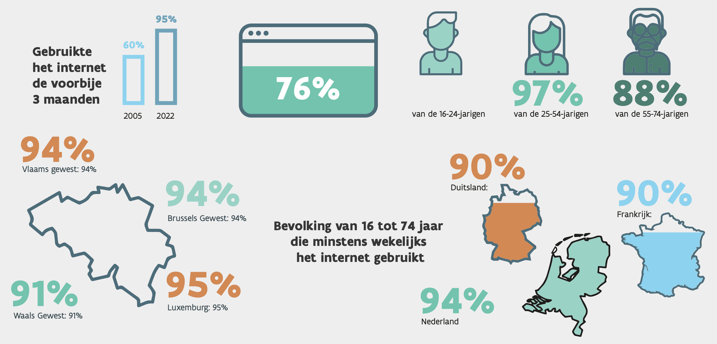 Gebruikte
het internet
de voorbije
3 maanden
60%
95%
2005
2022
76%
van de 16-24-jarigen
97%
van de 25-54-jarigen
88%
van de 55-74-jarigen
94%
Vlaams gewest: 94%
94%
Brussels Gewest: 94%
91%
Waals Gewest: 91%
95%
Luxemburg: 95%
Bevolking van 16 tot 74 jaar
die minstens wekelijks
het internet gebruikt
90%
Duitsland:
90%
Frankrijk:
94%
Nederland